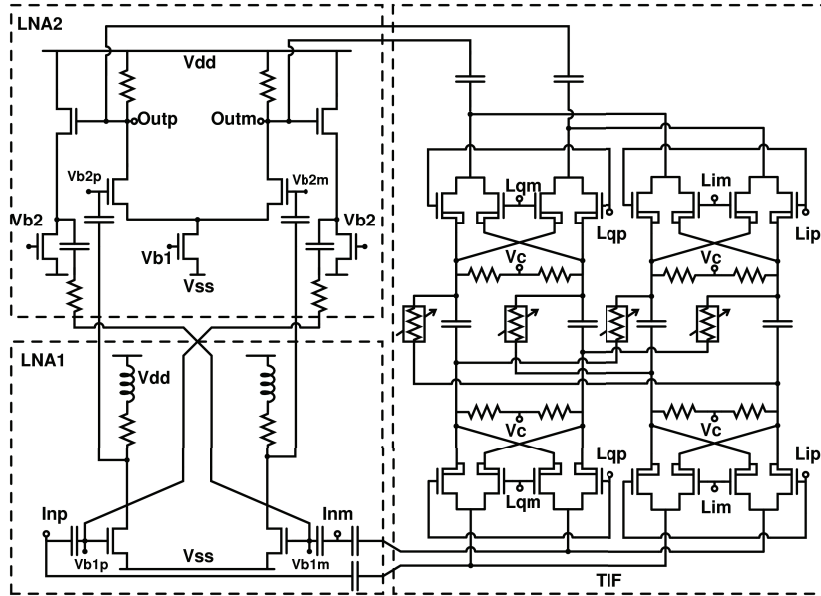 LNA2
Vdd
Outp
Outm
Vb2p
Vb2m
Vb2
Vb2
Vb1
Vss
LNA1
Vdd
Inp
Inm
Vb1p
Vss
Vb1m
Lqm
Lim
Lqp
Lip
Vc
Vc
Vc
Vc
Lqp
Lip
Lqm
Lim
TIF